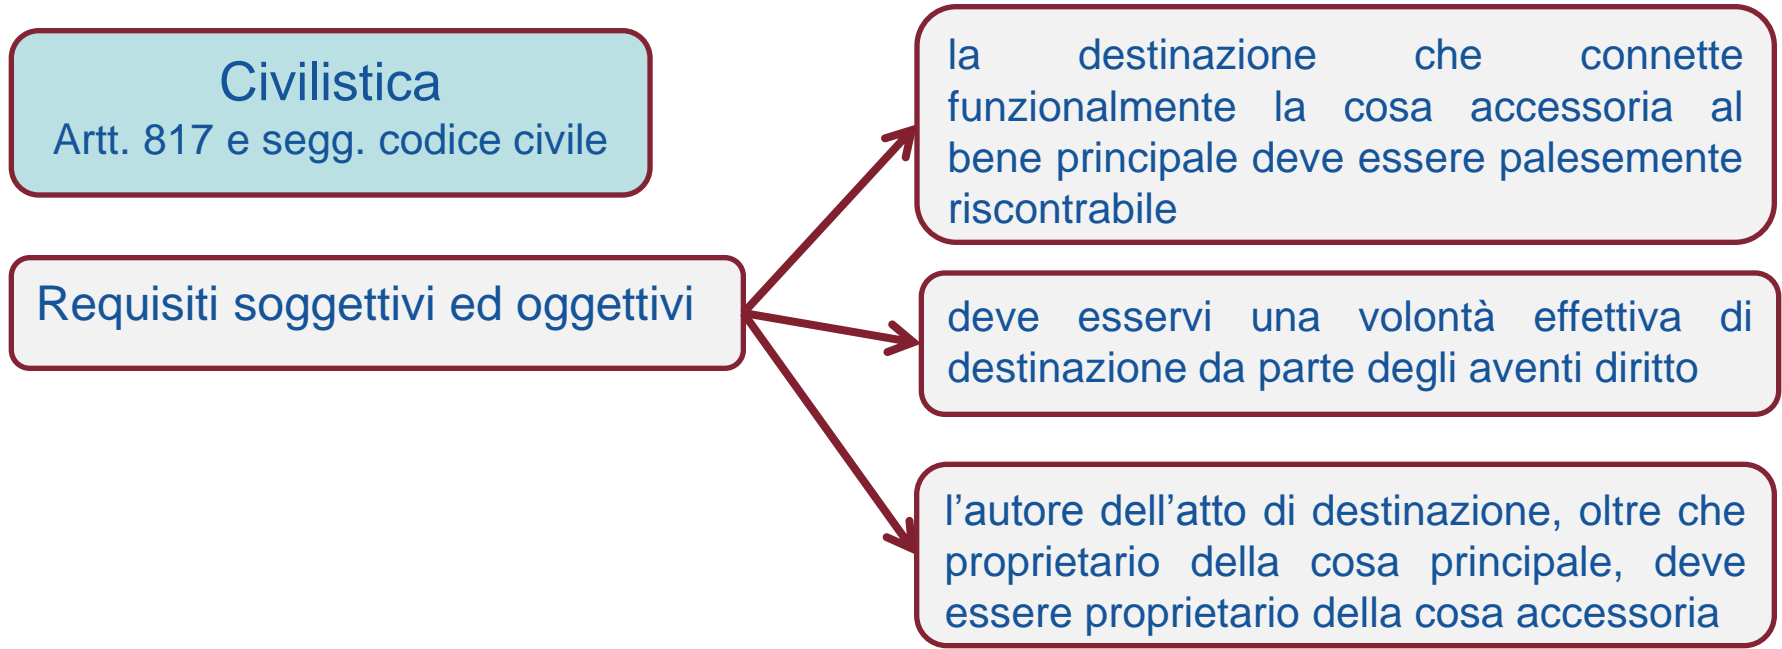 Civilistica
Artt. 817 e segg. codice civile
Requisiti soggettivi ed oggettivi
la destinazione che connette
funzionalmente la cosa accessoria al
bene principale deve essere palesemente
riscontrabile
deve esservi una volontà effettiva di
destinazione da parte degli aventi diritto
l’autore dell’atto di destinazione, oltre che
proprietario della cosa principale, deve
essere proprietario della cosa accessoria